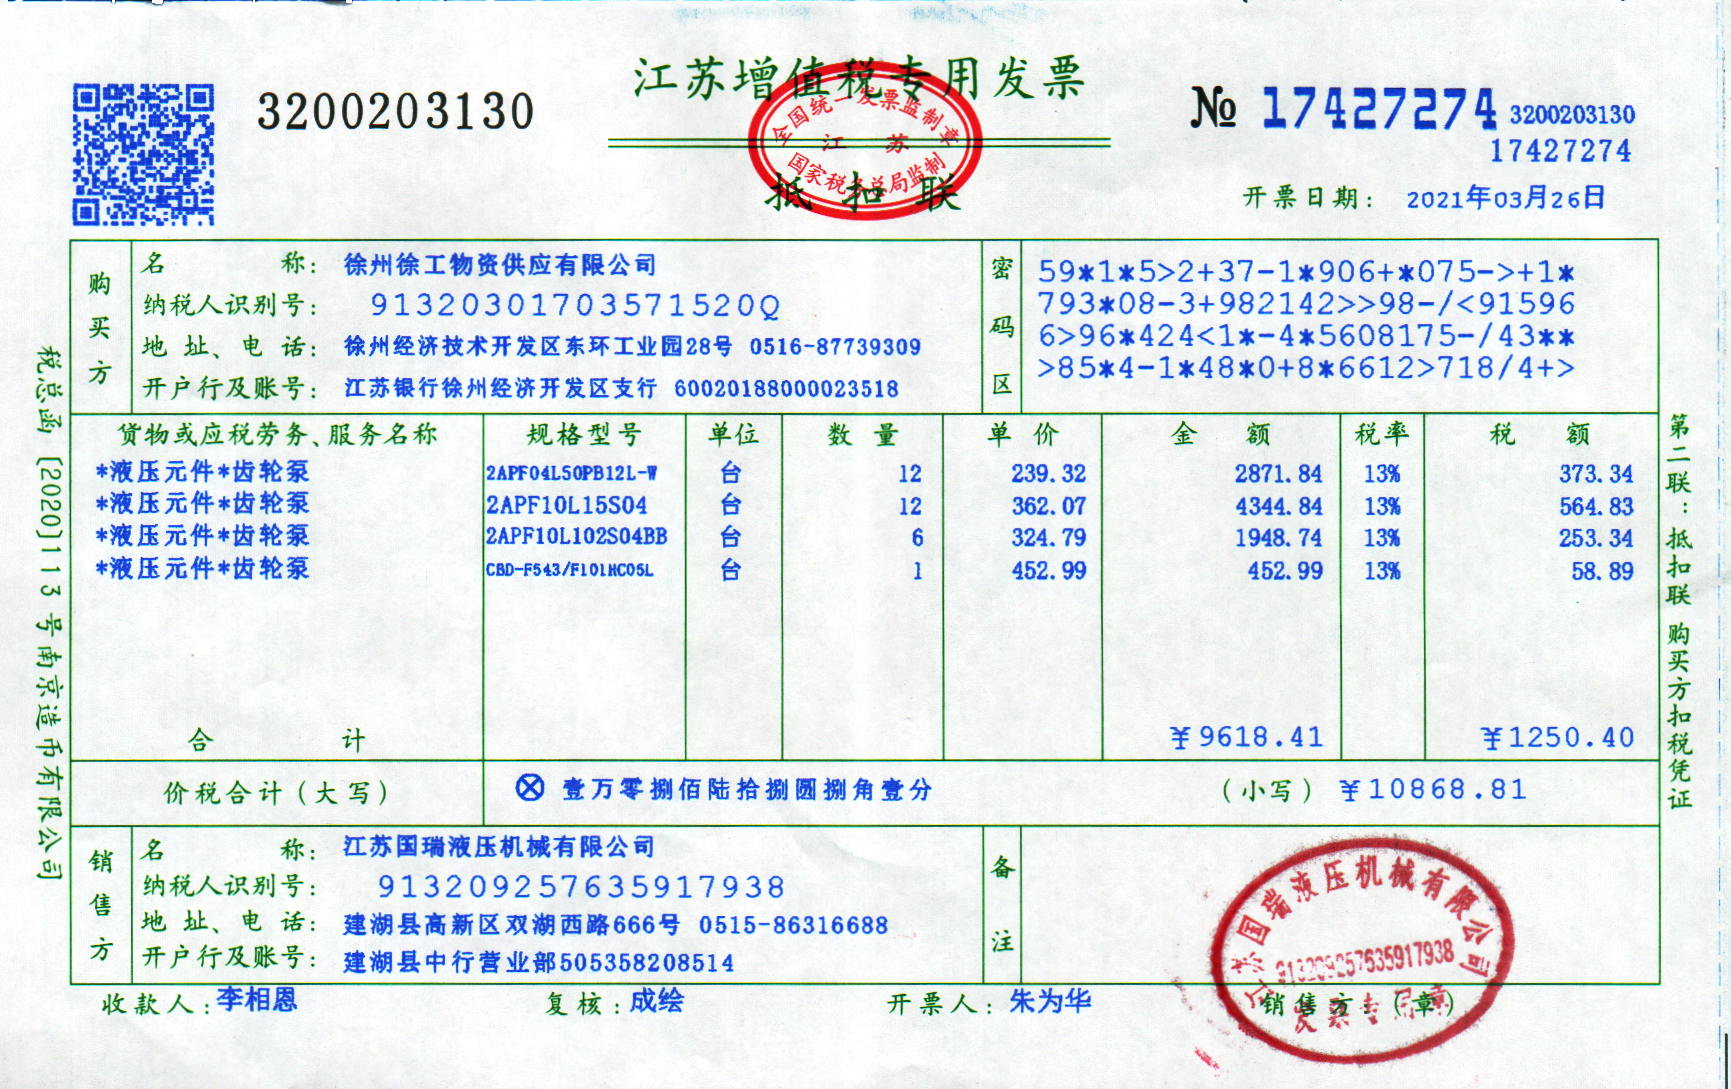 江苏增值税专用发票
3200203130
№ 17427274 3200203130
17427274
全国统一发票监制章
江苏
国家税务总局监制
抵扣联
开票日期: 2021年03月26日
购买方
名称: 徐州徐工物资供应有限公司
纳税人识别号: 91320301703571520Q
地址、电话: 徐州经济技术开发区东环工业园28号 0516-87739309
开户行及账号: 江苏银行徐州经济开发区支行 60020188000023518
密码区
59*1*5>2+37-1*906+*075->+1*
793*08-3+982142>>98-/<91596
6>96*424<1*-4*5608175-/43**
>85*4-1*48*0+8*6612>718/4+>
货物或应税劳务、服务名称 规格型号 单位 数量 单价 金额 税率 税额
*液压元件*齿轮泵 2APF04L50PB12L-W 台 12 239.32 2871.84 13% 373.34
*液压元件*齿轮泵 2APF10L15S04 台 12 362.07 4344.84 13% 564.83
*液压元件*齿轮泵 2APF10L102S04BB 台 6 324.79 1948.74 13% 253.34
*液压元件*齿轮泵 CBD-F543/F101HC05L 台 1 452.99 452.99 13% 58.89
合计 ¥9618.41 ¥1250.40
价税合计(大写) ⊗ 壹万零捌佰陆拾捌圆捌角壹分 (小写) ¥10868.81
销售方
名称: 江苏国瑞液压机械有限公司
纳税人识别号: 913209257635917938
地址、电话: 建湖县高新区双湖西路666号 0515-86316688
开户行及账号: 建湖县中行营业部505358208514
备注
收款人: 李相恩 复核: 成绘 开票人: 朱为华 销售方:(章)
江苏国瑞液压机械有限公司
913209257635917938
发票专用章
税总函〔2020〕113号南京造币有限公司
第二联:抵扣联 购买方扣税凭证